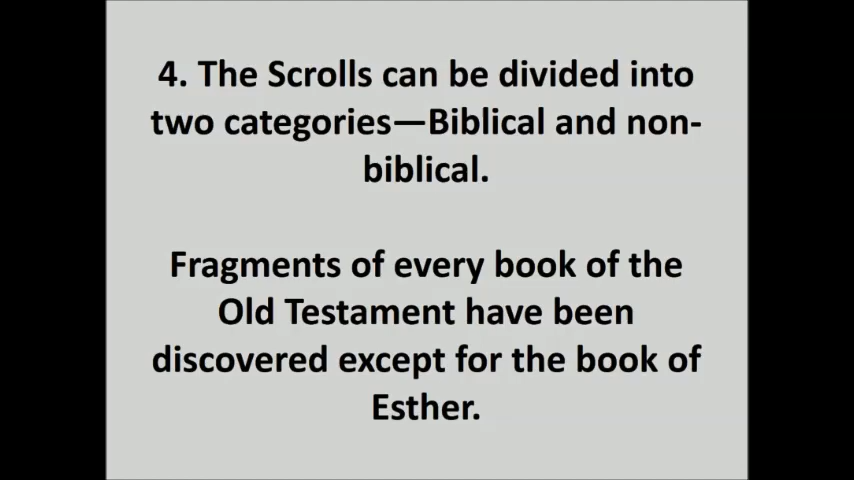 4. The Scrolls can be divided into
two categories—Biblical and non-
biblical.
Fragments of every book of the
Old Testament have been
discovered except for the book of
Esther.